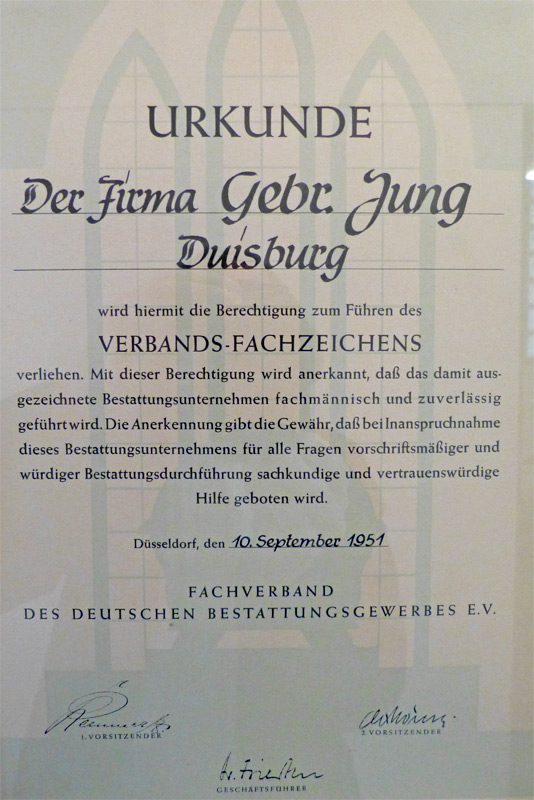 URKUNDE
Der Firma Gebr. Jung
Duisburg
wird hiermit die Berechtigung zum Führen des
VERBANDS-FACHZEICHENS
verliehen. Mit dieser Berechtigung wird anerkannt, daß das damit aus-
gezeichnete Bestattungsunternehmen fachmännisch und zuverlässig
geführt wird. Die Anerkennung gibt die Gewähr, daß bei Inanspruchnahme
dieses Bestattungsunternehmens für alle Fragen vorschriftsmäßiger und
würdiger Bestattungsdurchführung sachkundige und vertrauenswürdige
Hilfe geboten wird.
Düsseldorf, den 10. September 1951
FACHVERBAND
DES DEUTSCHEN BESTATTUNGSGEWERBES E.V.
1. VORSITZENDER
2. VORSITZENDER
GESCHÄFTSFÜHRER